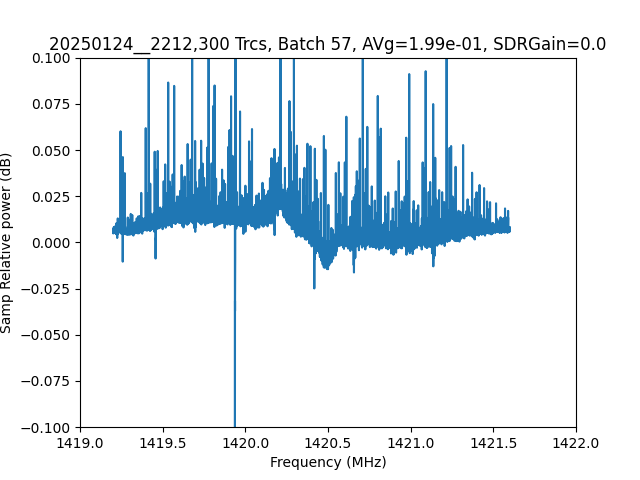 20250124__2212,300 Trcs, Batch 57, AVg=1.99e-01, SDRGain=0.0
0.100
0.075
0.050
0.025
0.000
−0.025
−0.050
−0.075
−0.100
Samp Relative power (dB)
1419.0 1419.5 1420.0 1420.5 1421.0 1421.5 1422.0
Frequency (MHz)